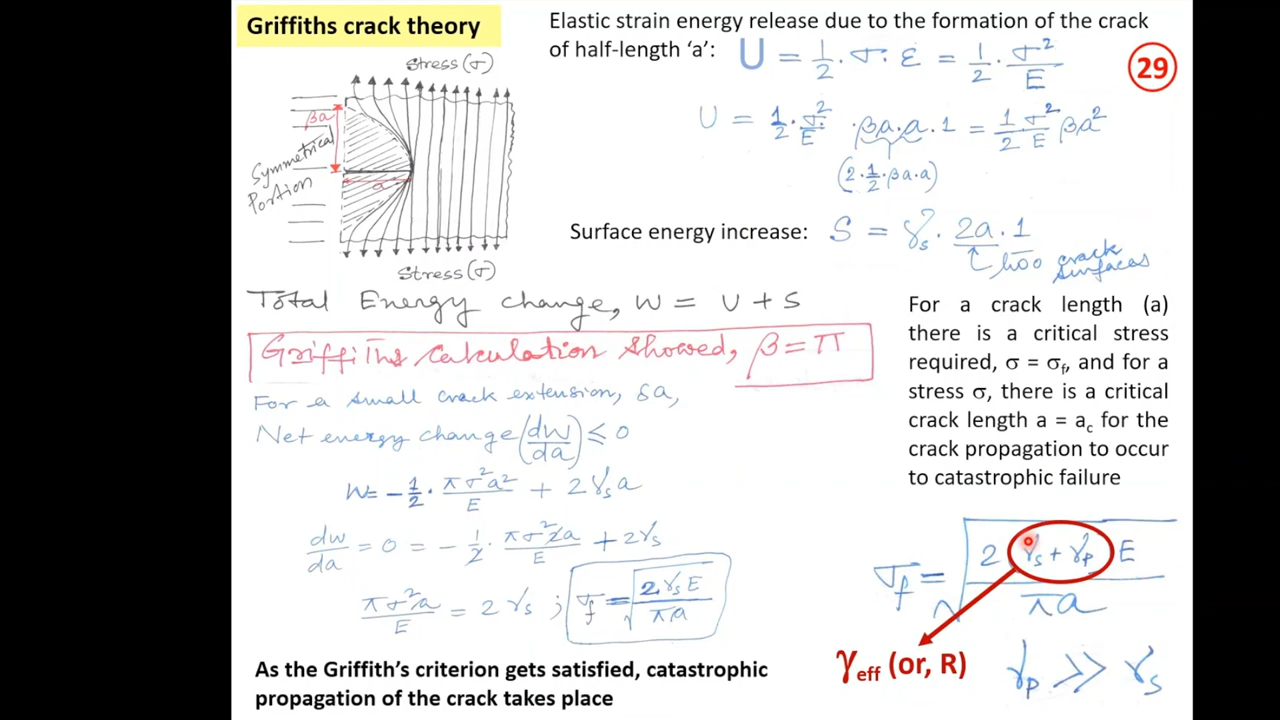 Griffiths crack theory
Elastic strain energy release due to the formation of the crack
of half-length ‘a’: U = 1/2 · σ · ε = 1/2 · σ²/E
29
Stress (σ)
βa
Symmetrical
Portion
a
Stress (σ)
U = 1/2 · σ²/E · βa·a·1 = 1/2 σ²/E βa²
(2·1/2·βa·a)
Surface energy increase: S = γs · 2a · 1
two crack
surfaces
Total Energy change, W = U + S
Griffiths Calculation Showed, β = π
For a small crack extension, δa,
Net energy change (dW/da) ≤ 0
W = - 1/2 · πσ²a²/E + 2γsa
dW/da = 0 = - 1/2 · πσ²2a/E + 2γs
πσ²a/E = 2γs ; σf = √(2γsE/πa)
As the Griffith’s criterion gets satisfied, catastrophic
propagation of the crack takes place
For a crack length (a)
there is a critical stress
required, σ = σf, and for a
stress σ, there is a critical
crack length a = ac for the
crack propagation to occur
to catastrophic failure
σf = √(2(γs + γp)E/πa)
γeff (or, R)
γp >> γs